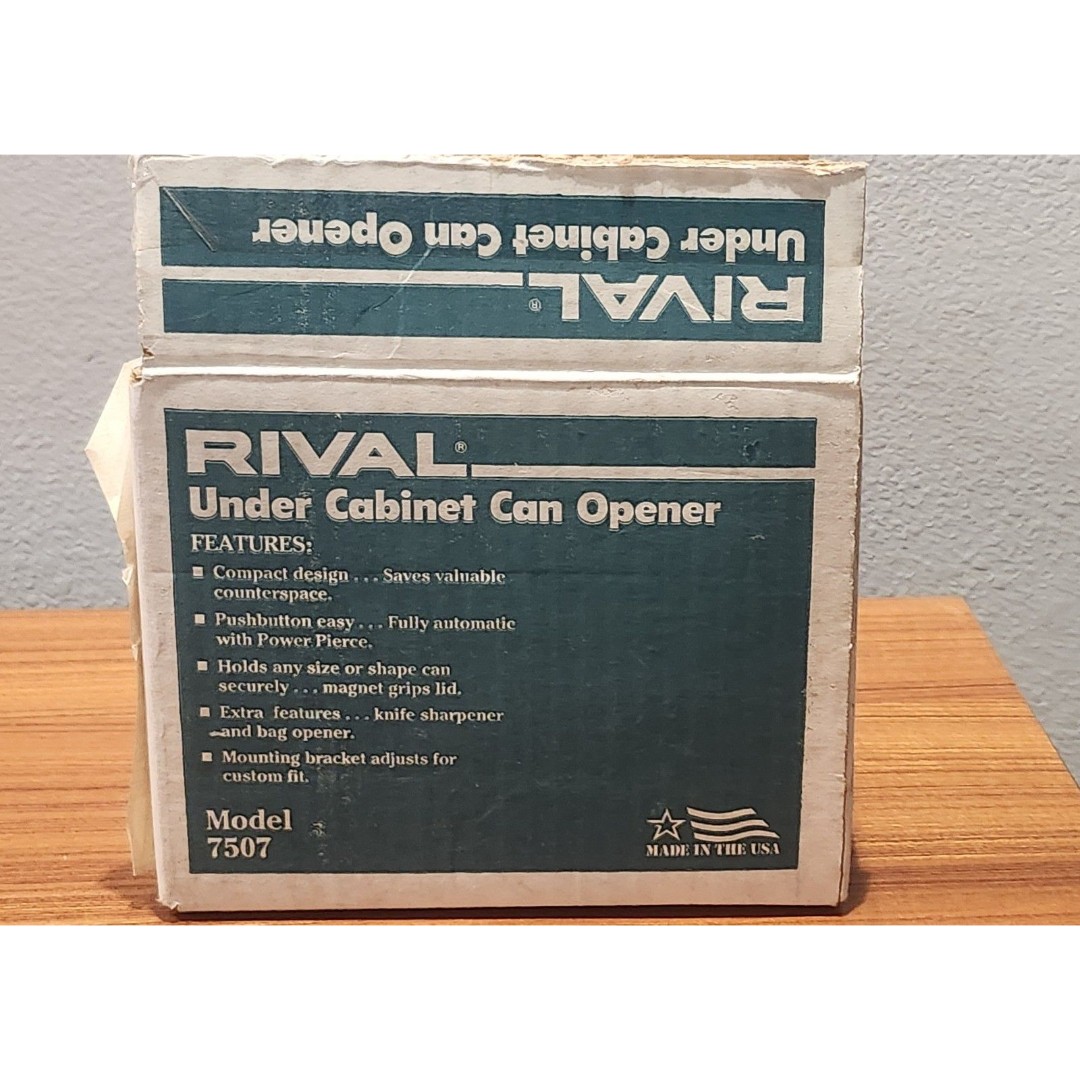 Under Cabinet Can Opener
RIVAL®
RIVAL®
Under Cabinet Can Opener
FEATURES:
■ Compact design . . . Saves valuable
counterspace.
■ Pushbutton easy . . . Fully automatic
with Power Pierce.
■ Holds any size or shape can
securely . . . magnet grips lid.
■ Extra features . . . knife sharpener
and bag opener.
■ Mounting bracket adjusts for
custom fit.
Model
7507
MADE IN THE USA